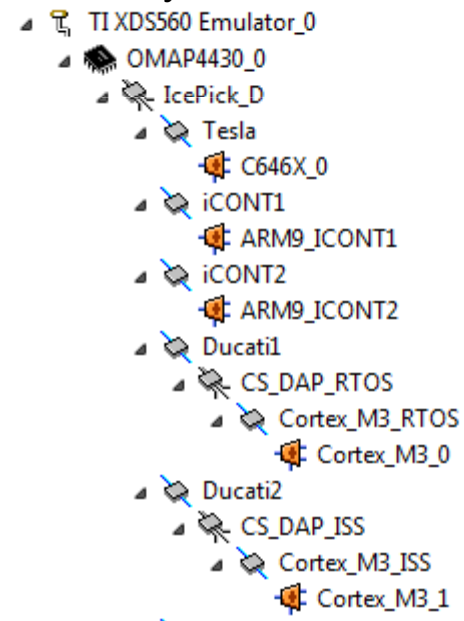 TI XDS560 Emulator_0
OMAP4430_0
IcePick_D
Tesla
C646X_0
iCONT1
ARM9_ICONT1
iCONT2
ARM9_ICONT2
Ducati1
CS_DAP_RTOS
Cortex_M3_RTOS
Cortex_M3_0
Ducati2
CS_DAP_ISS
Cortex_M3_ISS
Cortex_M3_1